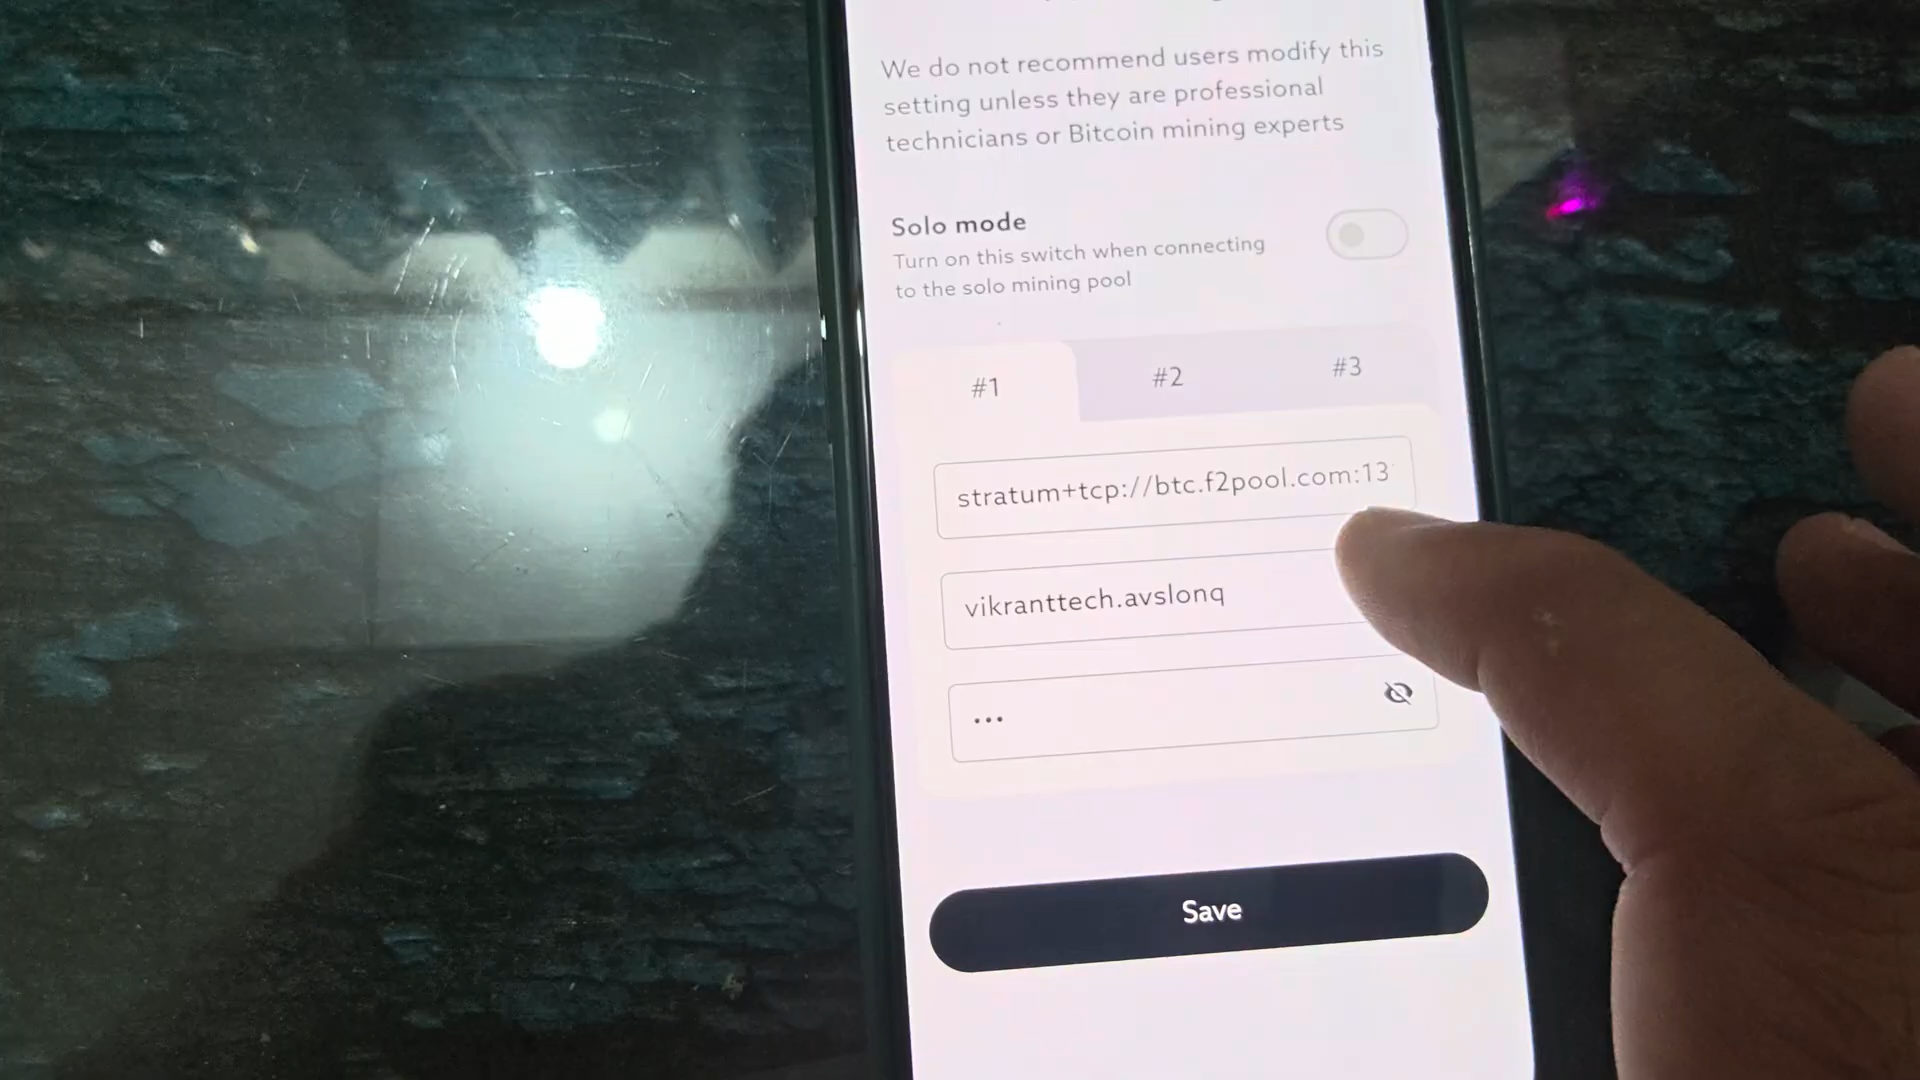 We do not recommend users modify this
setting unless they are professional
technicians or Bitcoin mining experts
Solo mode
Turn on this switch when connecting
to the solo mining pool
#1 #2 #3
stratum+tcp://btc.f2pool.com:13
vikranttech.avslonq
•••
Save